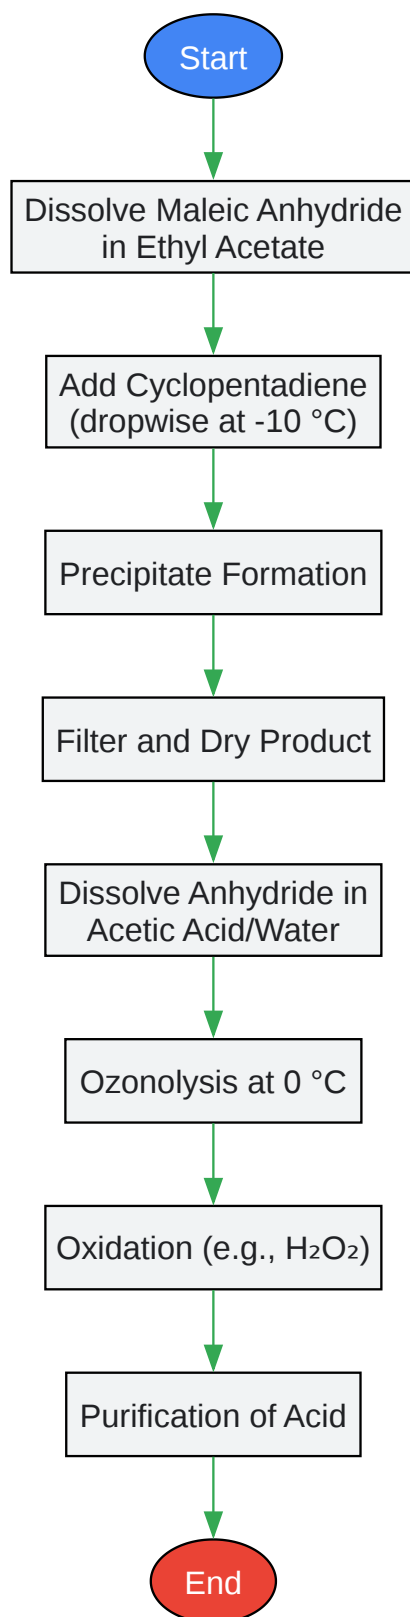 Start
Dissolve Maleic Anhydride
in Ethyl Acetate
Add Cyclopentadiene
(dropwise at -10 °C)
Precipitate Formation
Filter and Dry Product
Dissolve Anhydride in
Acetic Acid/Water
Ozonolysis at 0 °C
Oxidation (e.g., H₂O₂)
Purification of Acid
End